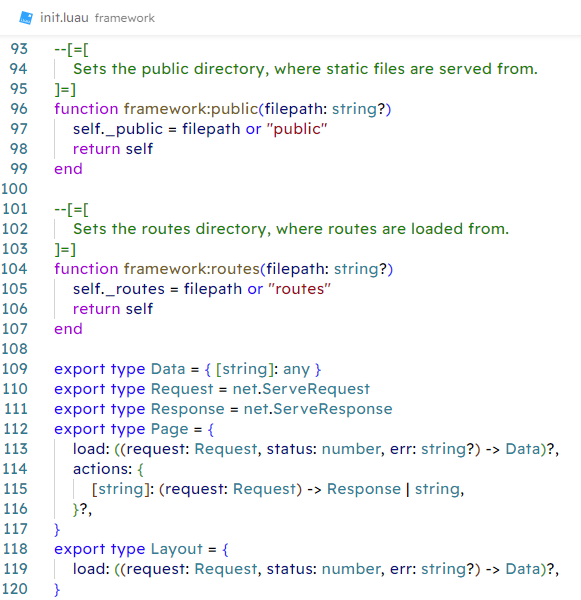 init.luau framework
93 --[=[
94 Sets the public directory, where static files are served from.
95 ]=]
96 function framework:public(filepath: string?)
97 self._public = filepath or "public"
98 return self
99 end
100
101 --[=[
102 Sets the routes directory, where routes are loaded from.
103 ]=]
104 function framework:routes(filepath: string?)
105 self._routes = filepath or "routes"
106 return self
107 end
108
109 export type Data = { [string]: any }
110 export type Request = net.ServeRequest
111 export type Response = net.ServeResponse
112 export type Page = {
113 load: ((request: Request, status: number, err: string?) -> Data)?,
114 actions: {
115 [string]: (request: Request) -> Response | string,
116 }?,
117 }
118 export type Layout = {
119 load: ((request: Request, status: number, err: string?) -> Data)?,
120 }